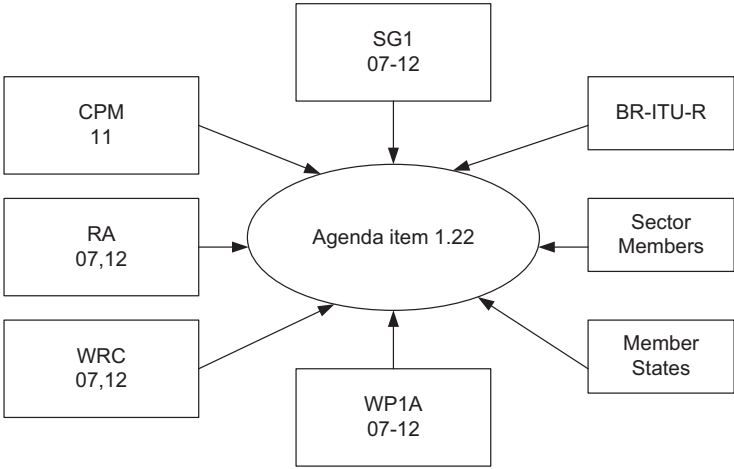 SG1
07-12
CPM
11
BR-ITU-R
RA
07,12
Agenda item 1.22
Sector
Members
WRC
07,12
Member
States
WP1A
07-12